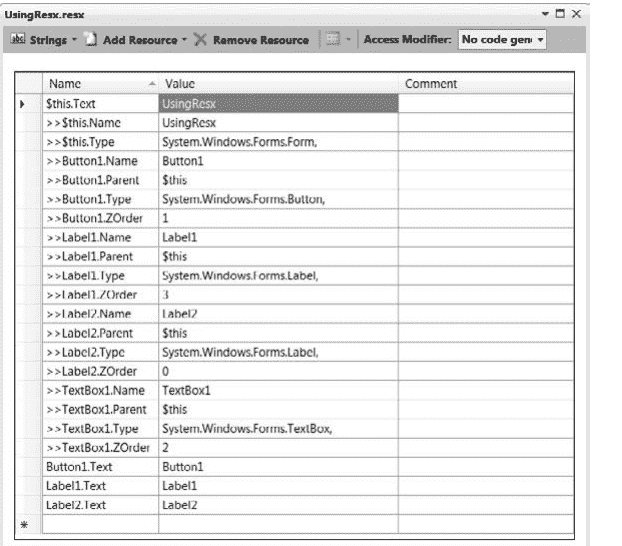 UsingResx.resx
Strings Add Resource Remove Resource Access Modifier: No code gen
Name Value Comment
$this.Text UsingResx
>>$this.Name UsingResx
>>$this.Type System.Windows.Forms.Form,
>>Button1.Name Button1
>>Button1.Parent $this
>>Button1.Type System.Windows.Forms.Button,
>>Button1.ZOrder 1
>>Label1.Name Label1
>>Label1.Parent $this
>>Label1.Type System.Windows.Forms.Label,
>>Label1.ZOrder 3
>>Label2.Name Label2
>>Label2.Parent $this
>>Label2.Type System.Windows.Forms.Label,
>>Label2.ZOrder 0
>>TextBox1.Name TextBox1
>>TextBox1.Parent $this
>>TextBox1.Type System.Windows.Forms.TextBox,
>>TextBox1.ZOrder 2
Button1.Text Button1
Label1.Text Label1
Label2.Text Label2